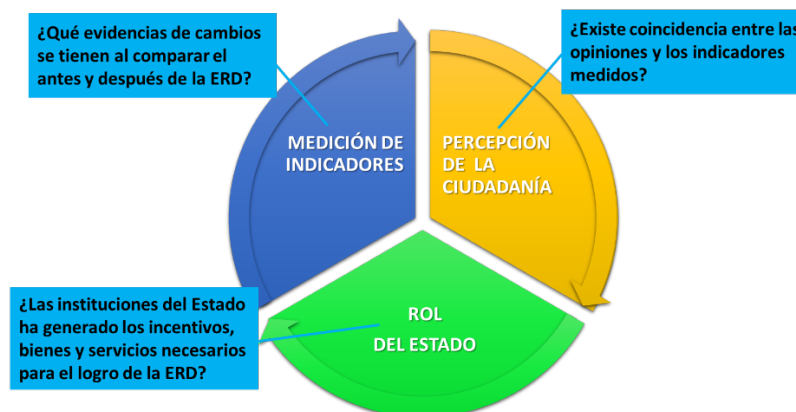 ¿Qué evidencias de cambios
se tienen al comparar el
antes y después de la ERD?
¿Existe coincidencia entre las
opiniones y los indicadores
medidos?
MEDICIÓN DE
INDICADORES
PERCEPCIÓN
DE LA
CIUDADANÍA
¿Las instituciones del Estado
ha generado los incentivos,
bienes y servicios necesarios
para el logro de la ERD?
ROL
DEL ESTADO